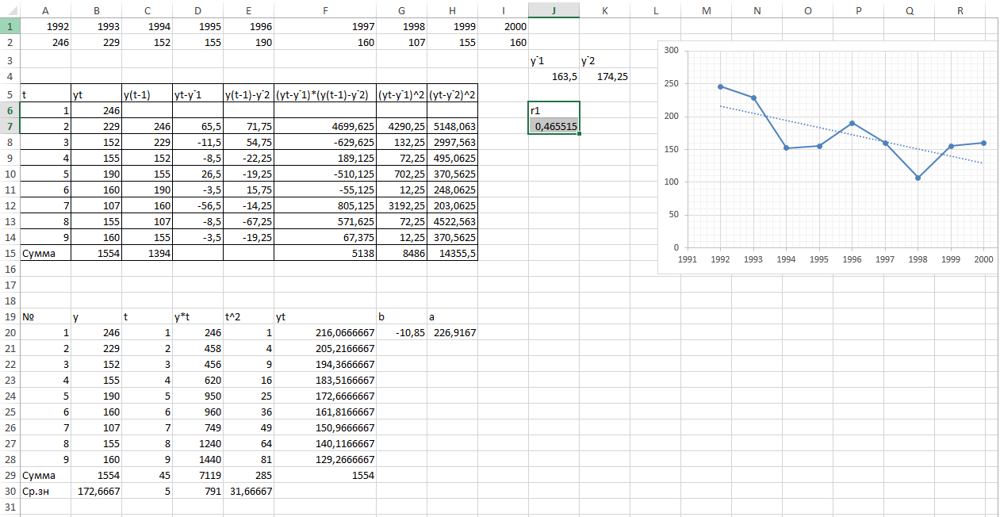 A B C D E F G H I J K L M N O P Q R
1 1992 1993 1994 1995 1996 1997 1998 1999 2000
2 246 229 152 155 190 160 107 155 160
3 y¯1 y¯2
4 163,5 174,25
5 t yt y(t-1) yt-y¯1 y(t-1)-y¯2 (yt-y¯1)*(y(t-1)-y¯2) (yt-y¯1)^2 (yt-y¯2)^2
6 1 246 r1
7 2 229 246 65,5 71,75 4699,625 4290,25 5148,063 0,465515
8 3 152 229 -11,5 54,75 -629,625 132,25 2997,563
9 4 155 152 -8,5 -22,25 189,125 72,25 495,0625
10 5 190 155 26,5 -19,25 -510,125 702,25 370,5625
11 6 160 190 -3,5 15,75 -55,125 12,25 248,0625
12 7 107 160 -56,5 -14,25 805,125 3192,25 203,0625
13 8 155 107 -8,5 -67,25 571,625 72,25 4522,563
14 9 160 155 -3,5 -19,25 67,375 12,25 370,5625
15 Сумма 1554 1394 5138 8486 14355,5
16
17
18
19 № y t y*t t^2 yt b a
20 1 246 1 246 1 216,0666667 -10,85 226,9167
21 2 229 2 458 4 205,2166667
22 3 152 3 456 9 194,3666667
23 4 155 4 620 16 183,5166667
24 5 190 5 950 25 172,6666667
25 6 160 6 960 36 161,8166667
26 7 107 7 749 49 150,9666667
27 8 155 8 1240 64 140,1166667
28 9 160 9 1440 81 129,2666667
29 Сумма 1554 45 7119 285 1554
30 Ср.зн 172,6667 5 791 31,66667
31
300
250
200
150
100
50
0
1991 1992 1993 1994 1995 1996 1997 1998 1999 2000